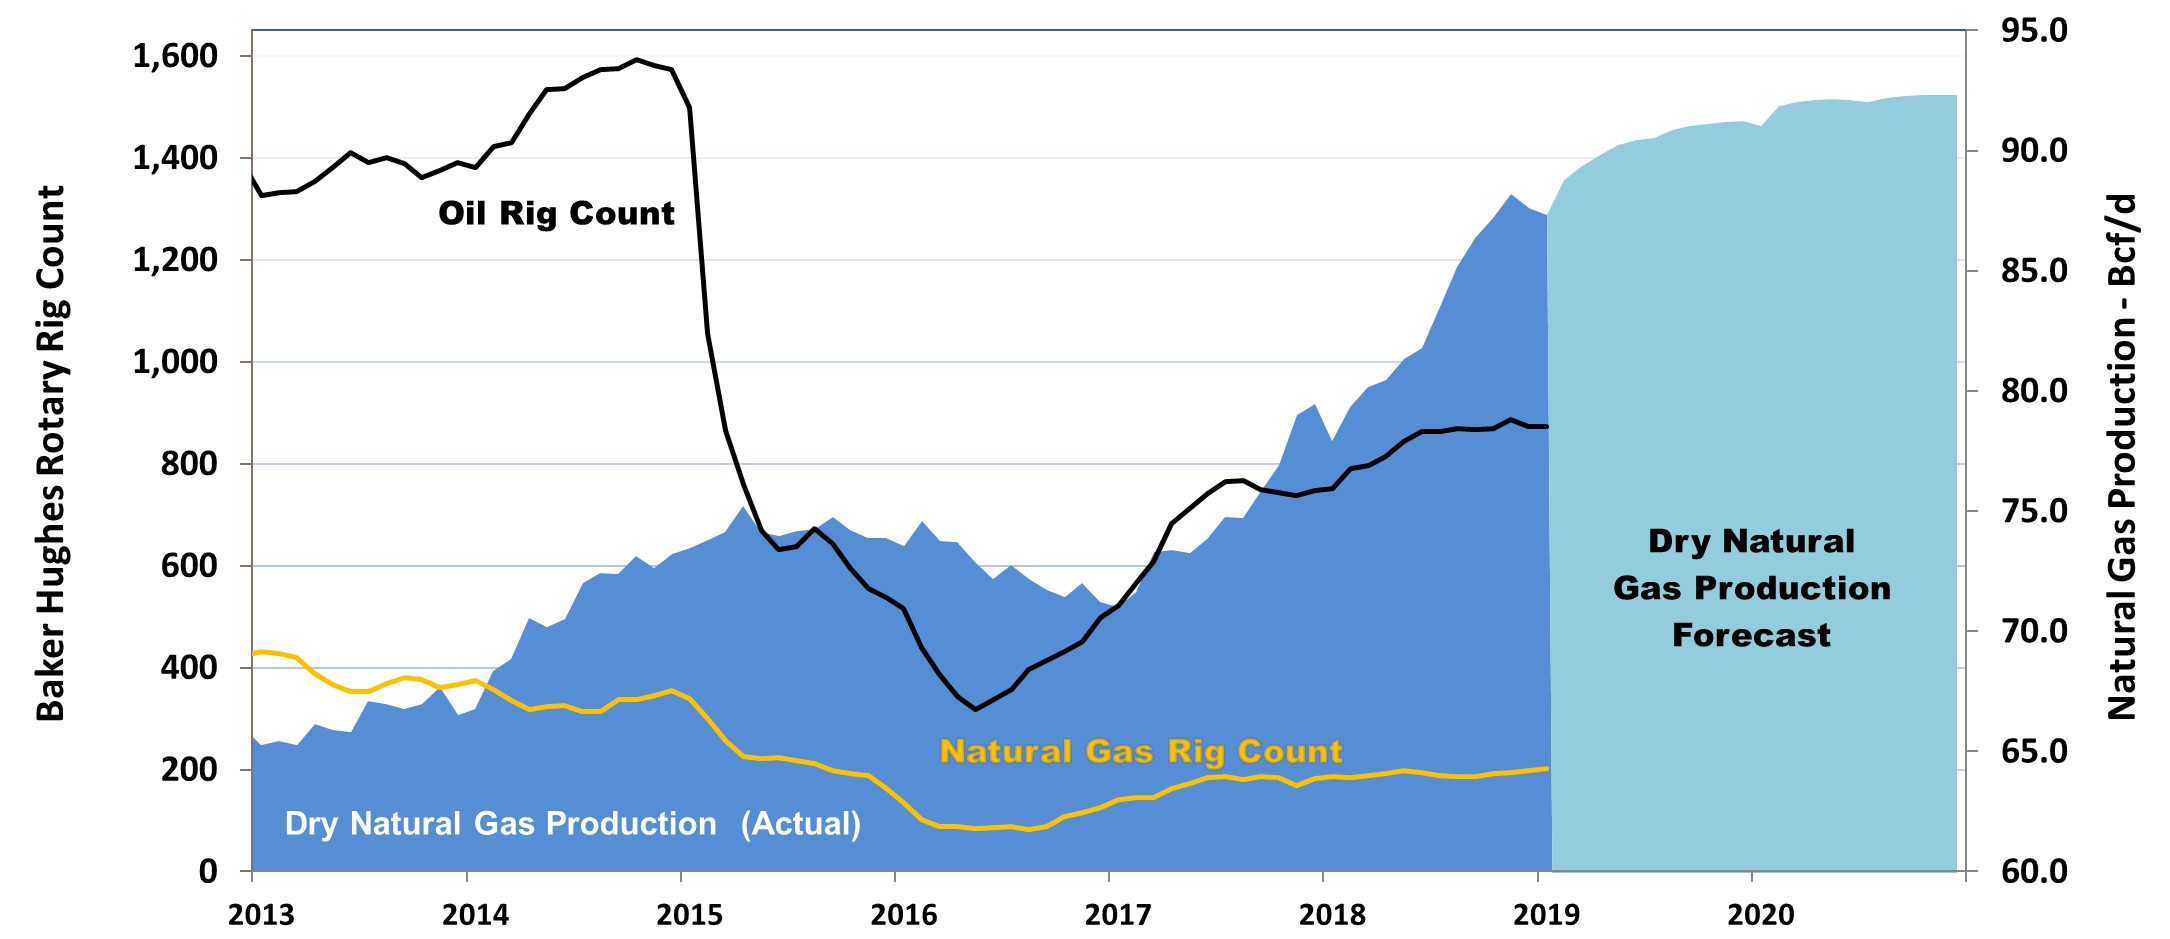 Baker Hughes Rotary Rig Count
1,600
1,400
1,200
1,000
800
600
400
200
0
Oil Rig Count
Natural Gas Rig Count
Dry Natural Gas Production (Actual)
Dry Natural
Gas Production
Forecast
95.0
90.0
85.0
80.0
75.0
70.0
65.0
60.0
Natural Gas Production - Bcf/d
2013 2014 2015 2016 2017 2018 2019 2020